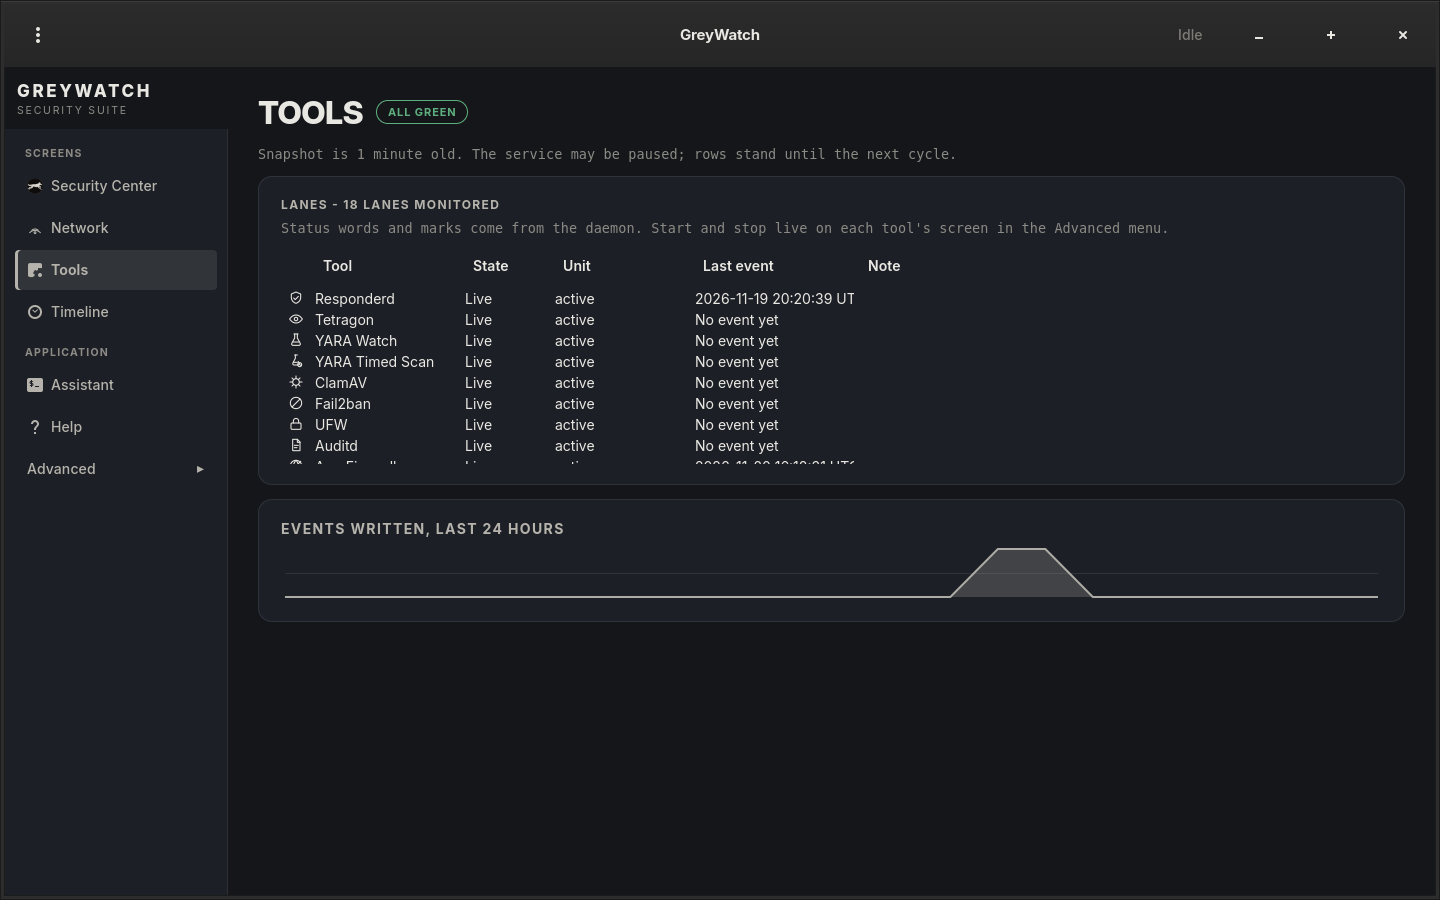 GreyWatch
Idle
GREYWATCH
SECURITY SUITE
SCREENS
Security Center
Network
Tools
Timeline
APPLICATION
Assistant
Help
Advanced
TOOLS
ALL GREEN
Snapshot is 1 minute old. The service may be paused; rows stand until the next cycle.
LANES - 18 LANES MONITORED
Status words and marks come from the daemon. Start and stop live on each tool's screen in the Advanced menu.
Tool State Unit Last event Note
Responderd Live active 2026-11-19 20:20:39 UT
Tetragon Live active No event yet
YARA Watch Live active No event yet
YARA Timed Scan Live active No event yet
ClamAV Live active No event yet
Fail2ban Live active No event yet
UFW Live active No event yet
Auditd Live active No event yet
EVENTS WRITTEN, LAST 24 HOURS